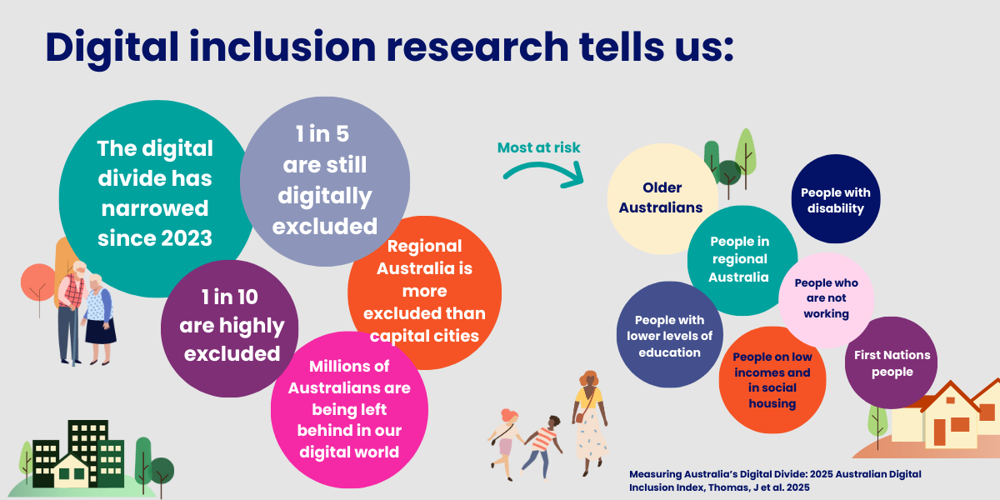 Digital inclusion research tells us:
The digital
divide has
narrowed
since 2023
1 in 5
are still
digitally
excluded
Regional
Australia is
more
excluded than
capital cities
1 in 10
are highly
excluded
Millions of
Australians are
being left
behind in our
digital world
Most at risk
Older
Australians
People with
disability
People in
regional
Australia
People who
are not
working
People with
lower levels of
education
People on low
incomes and
in social
housing
First Nations
people
Measuring Australia’s Digital Divide: 2025 Australian Digital
Inclusion Index, Thomas, J et al. 2025